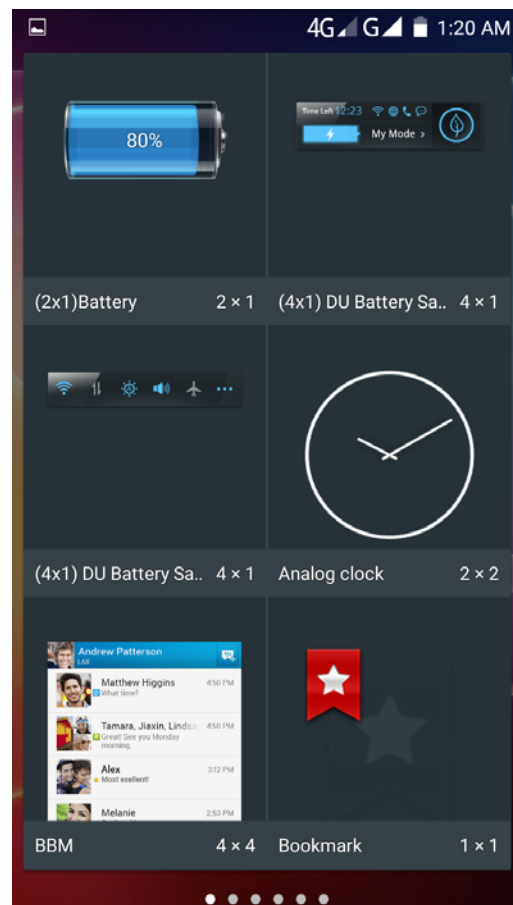 4G G 1:20 AM
80%
Time Left 12:23
My Mode >
(2x1)Battery 2 × 1
(4x1) DU Battery Sa.. 4 × 1
(4x1) DU Battery Sa.. 4 × 1
Analog clock 2 × 2
Andrew Patterson
LAX
Matthew Higgins 4:50 PM
What time?
Tamara, Jiaxin, Lindsay 4:50 PM
Great! See you Monday
morning.
Alex 3:12 PM
Most exellent!
Melanie 2:53 PM
BBM 4 × 4
Bookmark 1 × 1